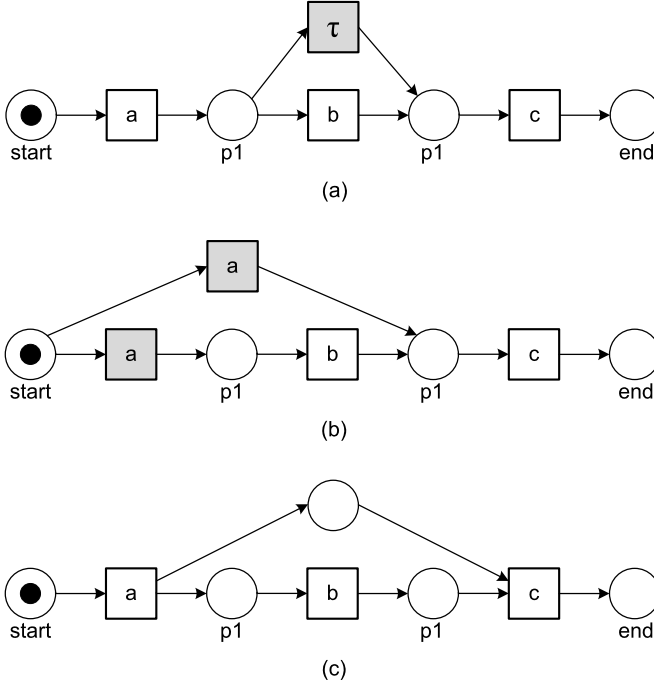 τ
a b c
start p1 p1 end
(a)
a
a b c
start p1 p1 end
(b)
a b c
start p1 p1 end
(c)